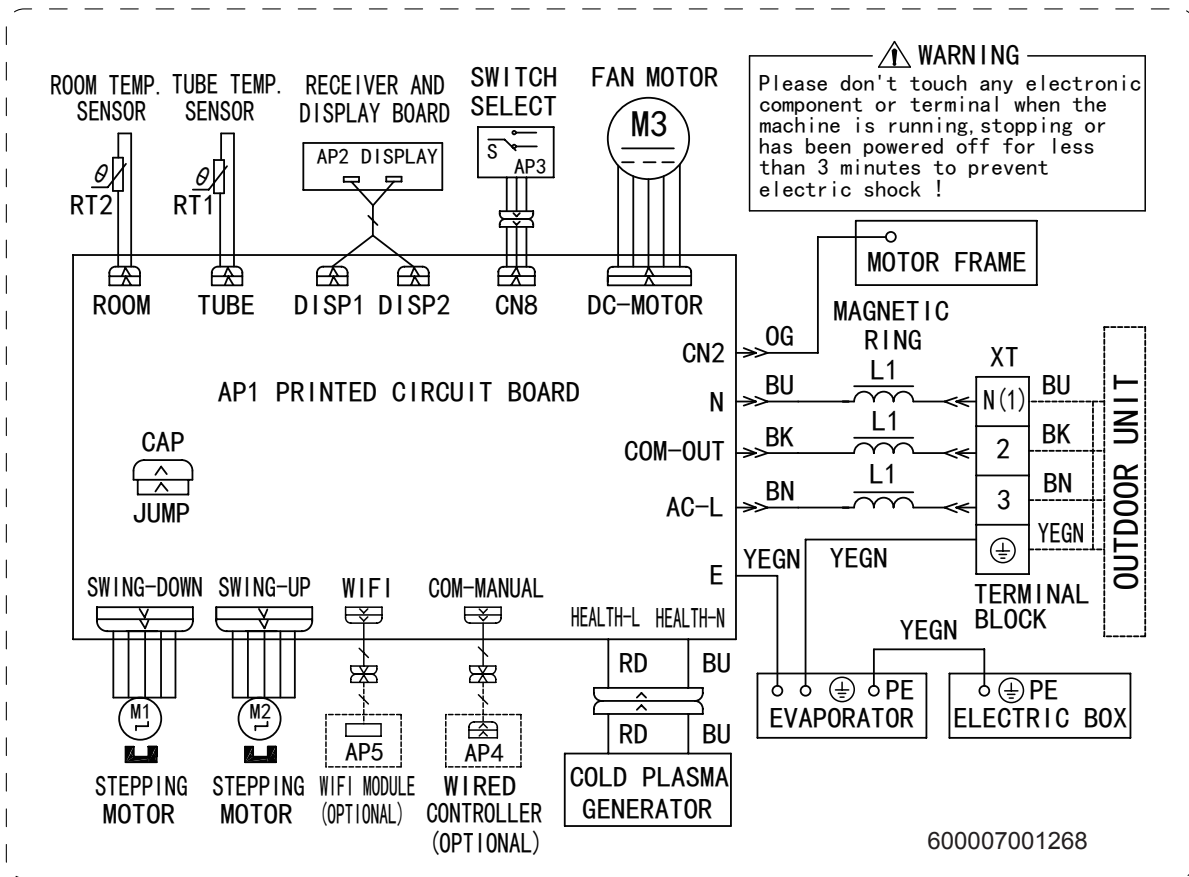 WARNING
Please don't touch any electronic
component or terminal when the
machine is running,stopping or
has been powered off for less
than 3 minutes to prevent
electric shock !
ROOM TEMP.
SENSOR
TUBE TEMP.
SENSOR
RECEIVER AND
DISPLAY BOARD
SWITCH
SELECT
FAN MOTOR
AP2 DISPLAY
S
AP3
M3
θ
RT2
θ
RT1
MOTOR FRAME
ROOM
TUBE
DISP1
DISP2
CN8
DC-MOTOR
MAGNETIC
RING
CN2
OG
XT
AP1 PRINTED CIRCUIT BOARD
N
BU
L1
N(1)
BU
COM-OUT
BK
L1
2
BK
AC-L
BN
L1
3
BN
YEGN
OUTDOOR UNIT
CAP
JUMP
E
YEGN
YEGN
TERMINAL
BLOCK
SWING-DOWN
SWING-UP
WIFI
COM-MANUAL
HEALTH-L
HEALTH-N
YEGN
RD
BU
PE
EVAPORATOR
PE
ELECTRIC BOX
M1
M2
AP5
AP4
RD
BU
STEPPING
MOTOR
STEPPING
MOTOR
WIFI MODULE
(OPTIONAL)
WIRED
CONTROLLER
(OPTIONAL)
COLD PLASMA
GENERATOR
600007001268